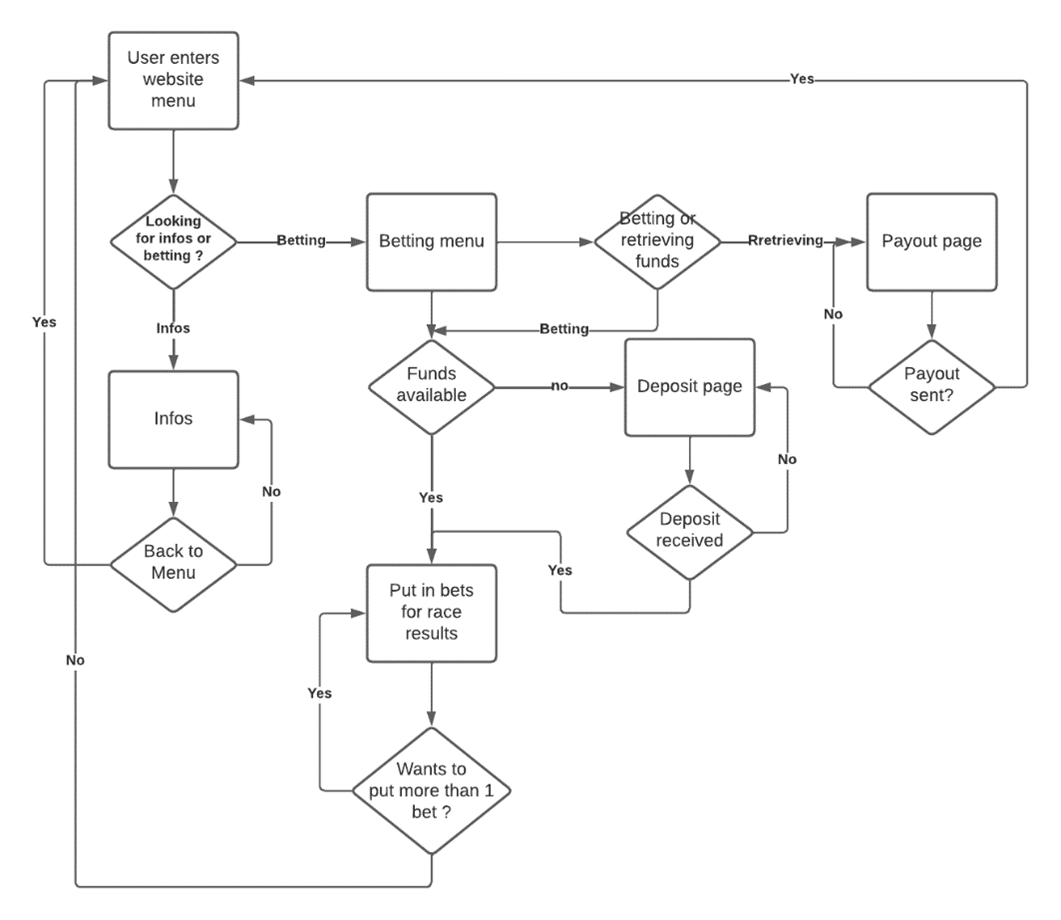 User enters
website
menu
Yes
Looking
for infos or
betting ?
Betting
Betting menu
Betting or
retrieving
funds
Rretrieving
Payout page
Yes
Infos
No
Betting
Funds
available
no
Deposit page
Payout
sent?
Infos
No
Yes
No
Deposit
received
Back to
Menu
Yes
Put in bets
for race
results
No
Yes
Wants to
put more than 1
bet ?